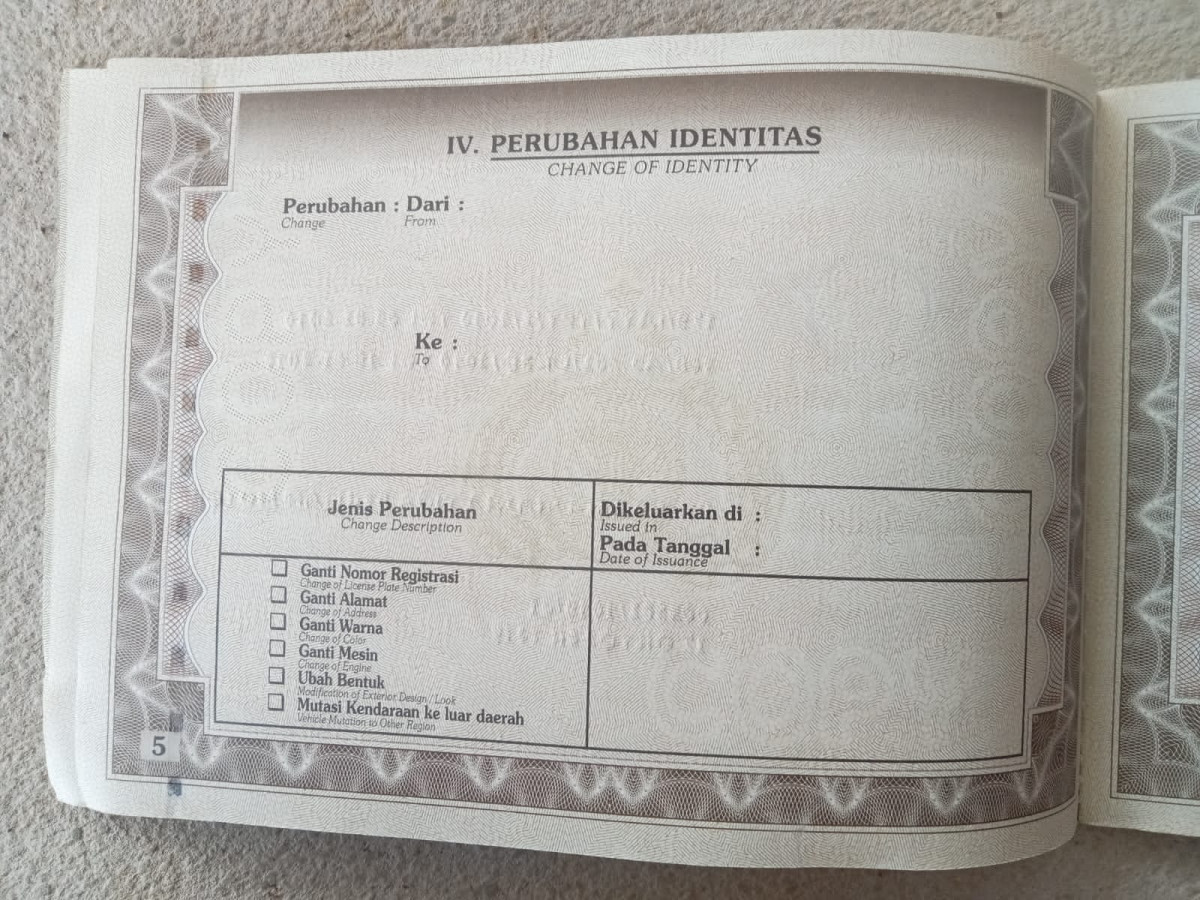 IV. PERUBAHAN IDENTITAS
CHANGE OF IDENTITY
Perubahan : Dari :
Change From
Ke :
To
Jenis Perubahan
Change Description
Dikeluarkan di :
Issued in
Pada Tanggal :
Date of Issuance
Ganti Nomor Registrasi
Change of License Plate Number
Ganti Alamat
Change of Address
Ganti Warna
Change of Color
Ganti Mesin
Change of Engine
Ubah Bentuk
Modification of Exterior Design / Look
Mutasi Kendaraan ke luar daerah
Vehicle Mutation to Other Region
5